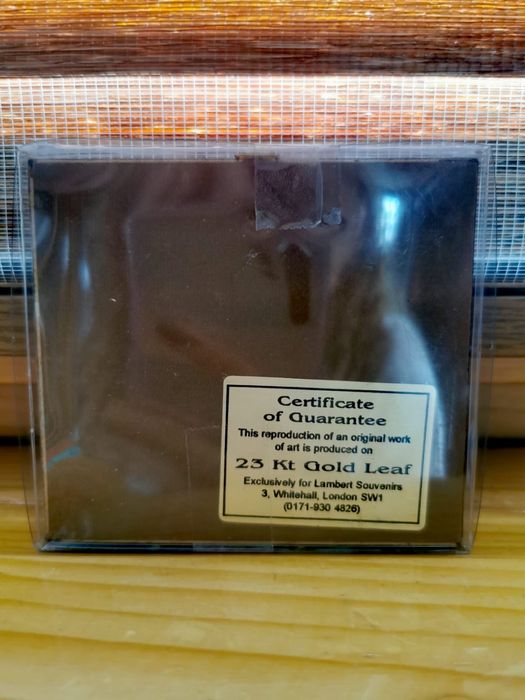 Certificate
of Guarantee
This reproduction of an original work
of art is produced on
23 Kt Gold Leaf
Exclusively for Lambert Souvenirs
3, Whitehall, London SW1
(0171-930 4826)